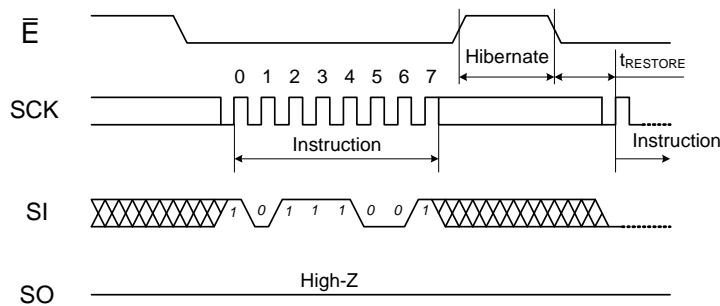 Ē
Hibernate
tRESTORE
0 1 2 3 4 5 6 7
SCK
Instruction
Instruction
SI
1 0 1 1 1 0 0 1
High-Z
SO